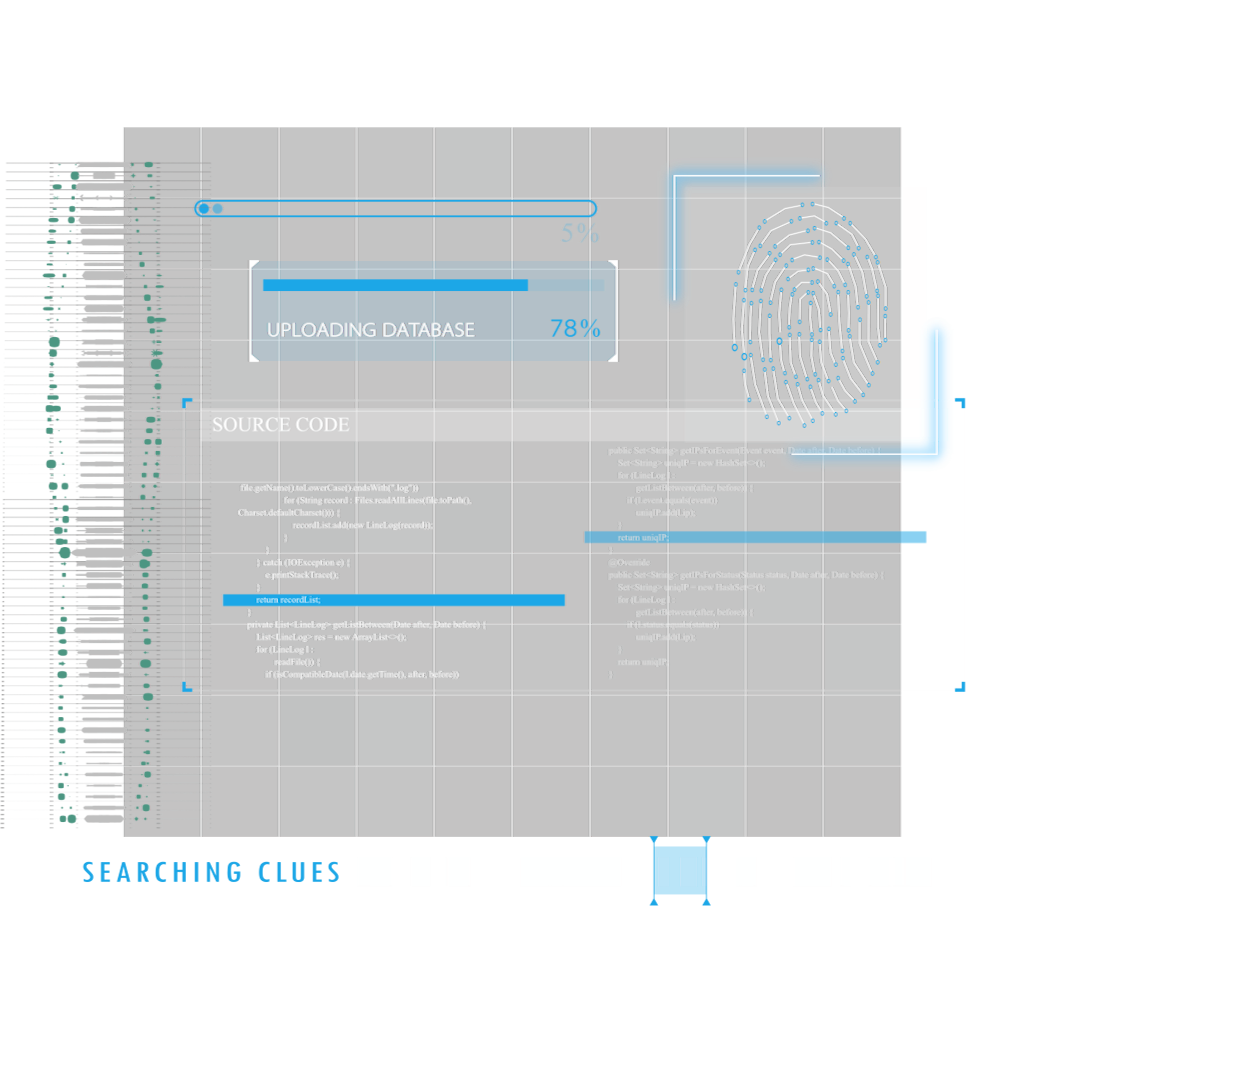 5%
UPLOADING DATABASE 78%
SOURCE CODE
file.getName().toLowerCase().endsWith(".log"))
for (String record : Files.readAllLines(file.toPath(),
Charset.defaultCharset())) {
recordList.add(new LineLog(record));
}
}
} catch (IOException e) {
e.printStackTrace();
}
return recordList;
}
private List<LineLog> getListBetween(Date after, Date before) {
List<LineLog> res = new ArrayList<>();
for (LineLog l :
readFile()) {
if (isCompatibleDate(l.date.getTime(), after, before))
public Set<String> getIPsForEvent(Event event, Date after, Date before) {
Set<String> uniqIP = new HashSet<>();
for (LineLog l :
getListBetween(after, before)) {
if (l.event.equals(event))
uniqIP.add(l.ip);
}
return uniqIP;
}
@Override
public Set<String> getIPsForStatus(Status status, Date after, Date before) {
Set<String> uniqIP = new HashSet<>();
for (LineLog l :
getListBetween(after, before)) {
if (l.status.equals(status))
uniqIP.add(l.ip);
}
return uniqIP;
}
SEARCHING CLUES